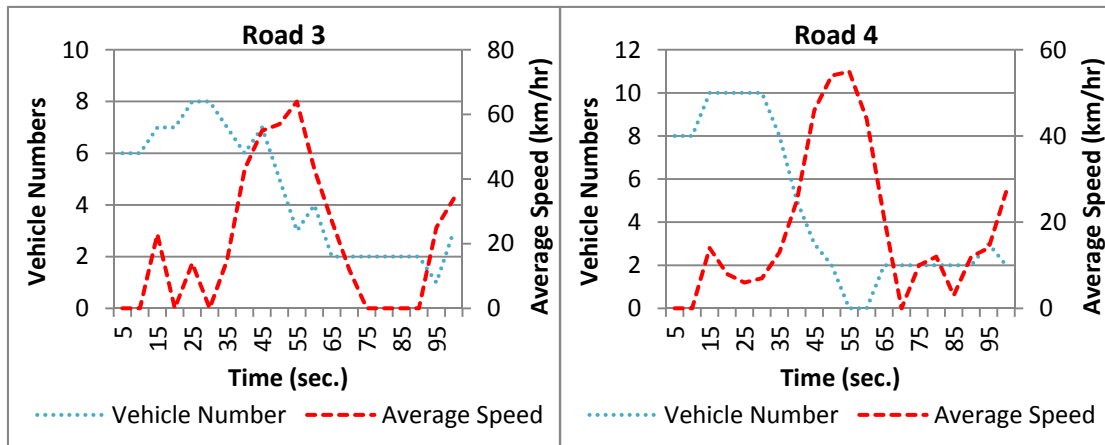 Road 3
Vehicle Numbers
10
8
6
4
2
0
80
60
40
20
0
Average Speed (km/hr)
5 15 25 35 45 55 65 75 85 95
Time (sec.)
Vehicle Number Average Speed
Road 4
Vehicle Numbers
12
10
8
6
4
2
0
60
40
20
0
Average Speed (km/hr)
5 15 25 35 45 55 65 75 85 95
Time (sec.)
Vehicle Number Average Speed